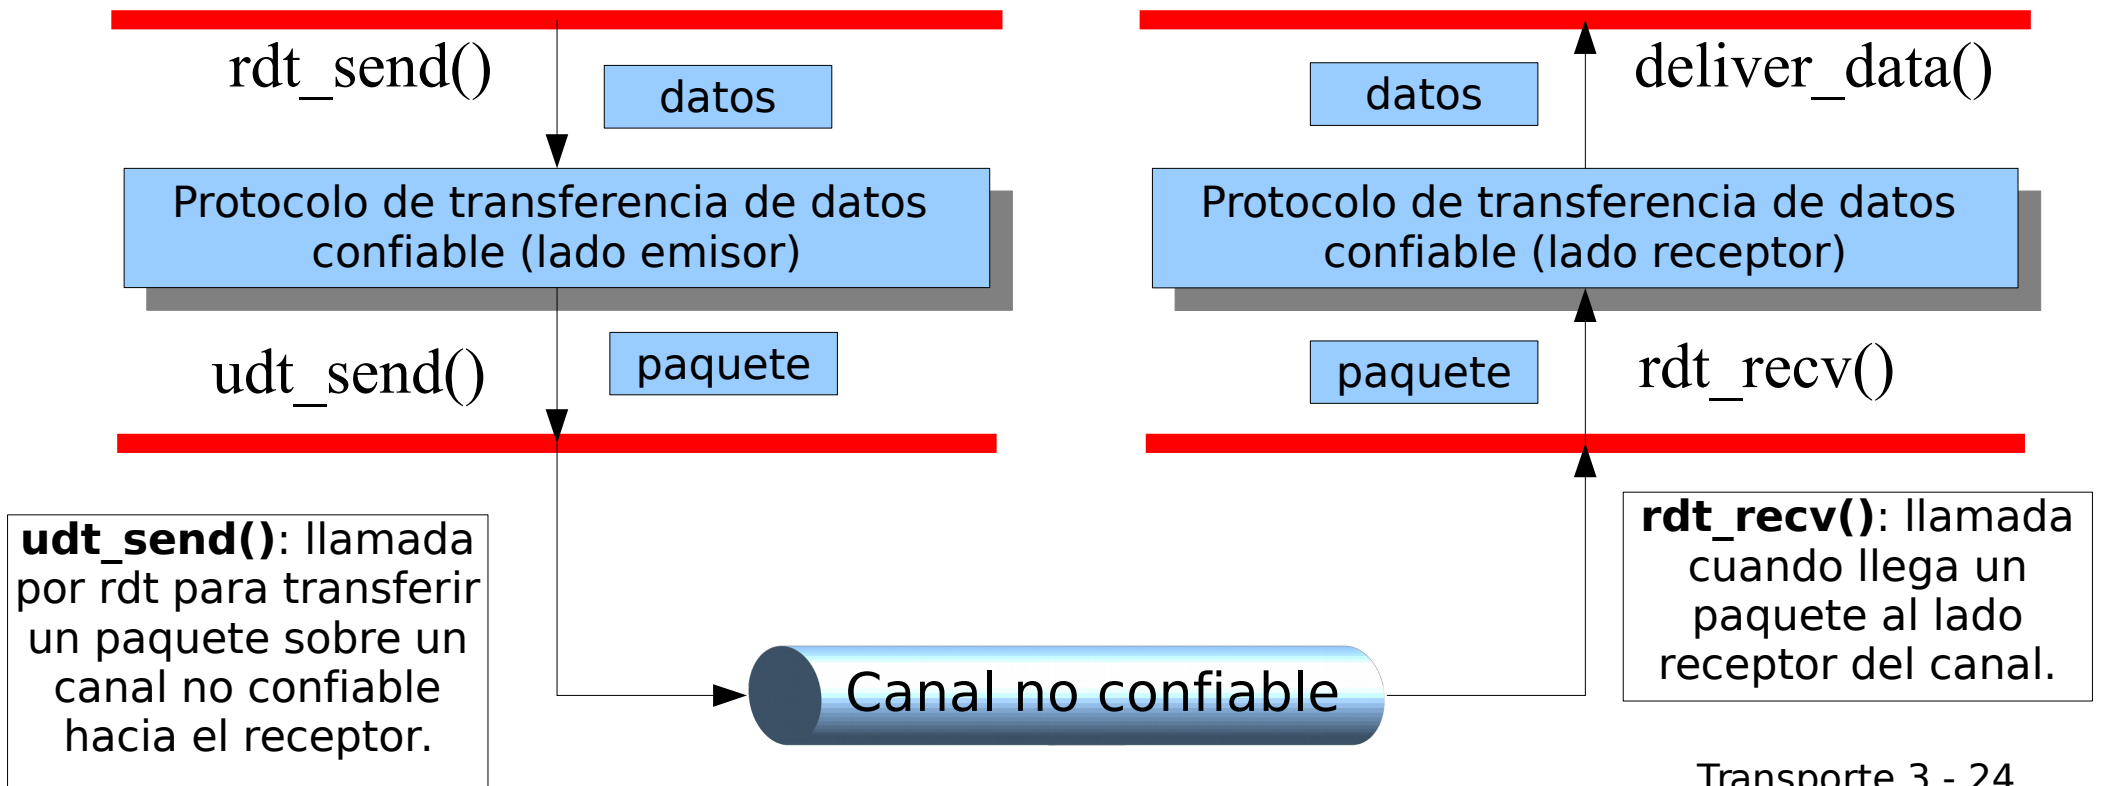 rdt_send()
datos
datos
deliver_data()
Protocolo de transferencia de datos
confiable (lado emisor)
Protocolo de transferencia de datos
confiable (lado receptor)
udt_send()
paquete
paquete
rdt_recv()
udt_send(): llamada
por rdt para transferir
un paquete sobre un
canal no confiable
hacia el receptor.
Canal no confiable
rdt_recv(): llamada
cuando llega un
paquete al lado
receptor del canal.
Transporte 3 - 24